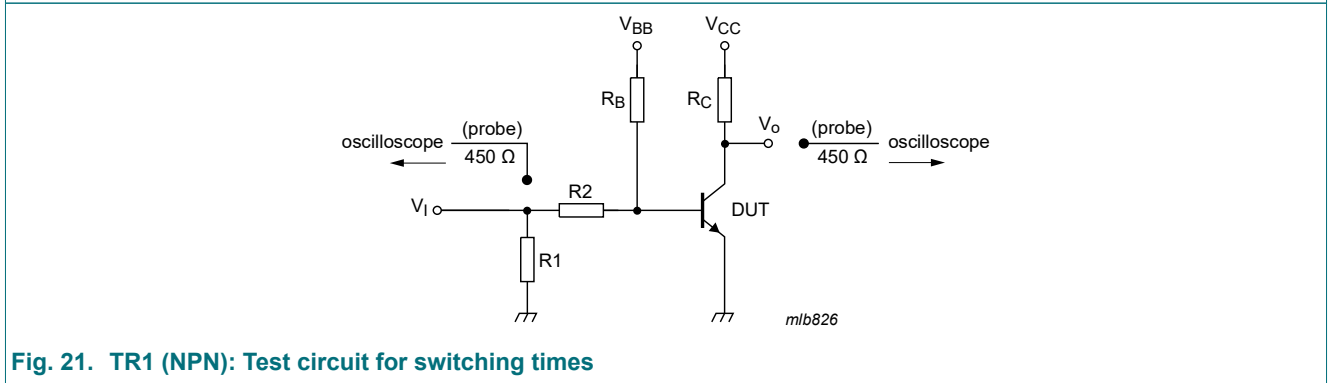 VBB
VCC
RB
RC
Vo
(probe)
450 Ω
oscilloscope
(probe)
450 Ω
oscilloscope
R2
VI
DUT
R1
mlb826
Fig. 21. TR1 (NPN): Test circuit for switching times